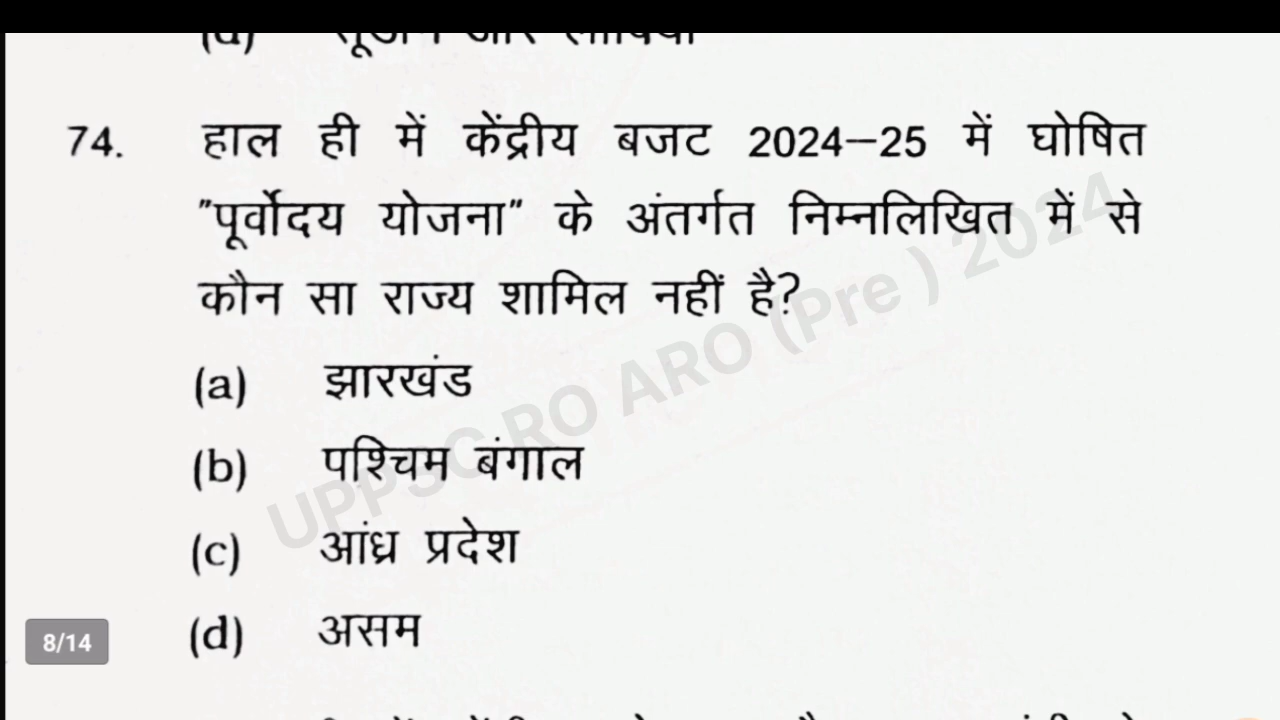 (d) सूडान और
74. हाल ही में केंद्रीय बजट 2024–25 में घोषित
"पूर्वोदय योजना" के अंतर्गत निम्नलिखित में से
कौन सा राज्य शामिल नहीं है?
(a) झारखंड
(b) पश्चिम बंगाल
(c) आंध्र प्रदेश
(d) असम
UPPSC RO ARO (Pre ) 2024
8/14